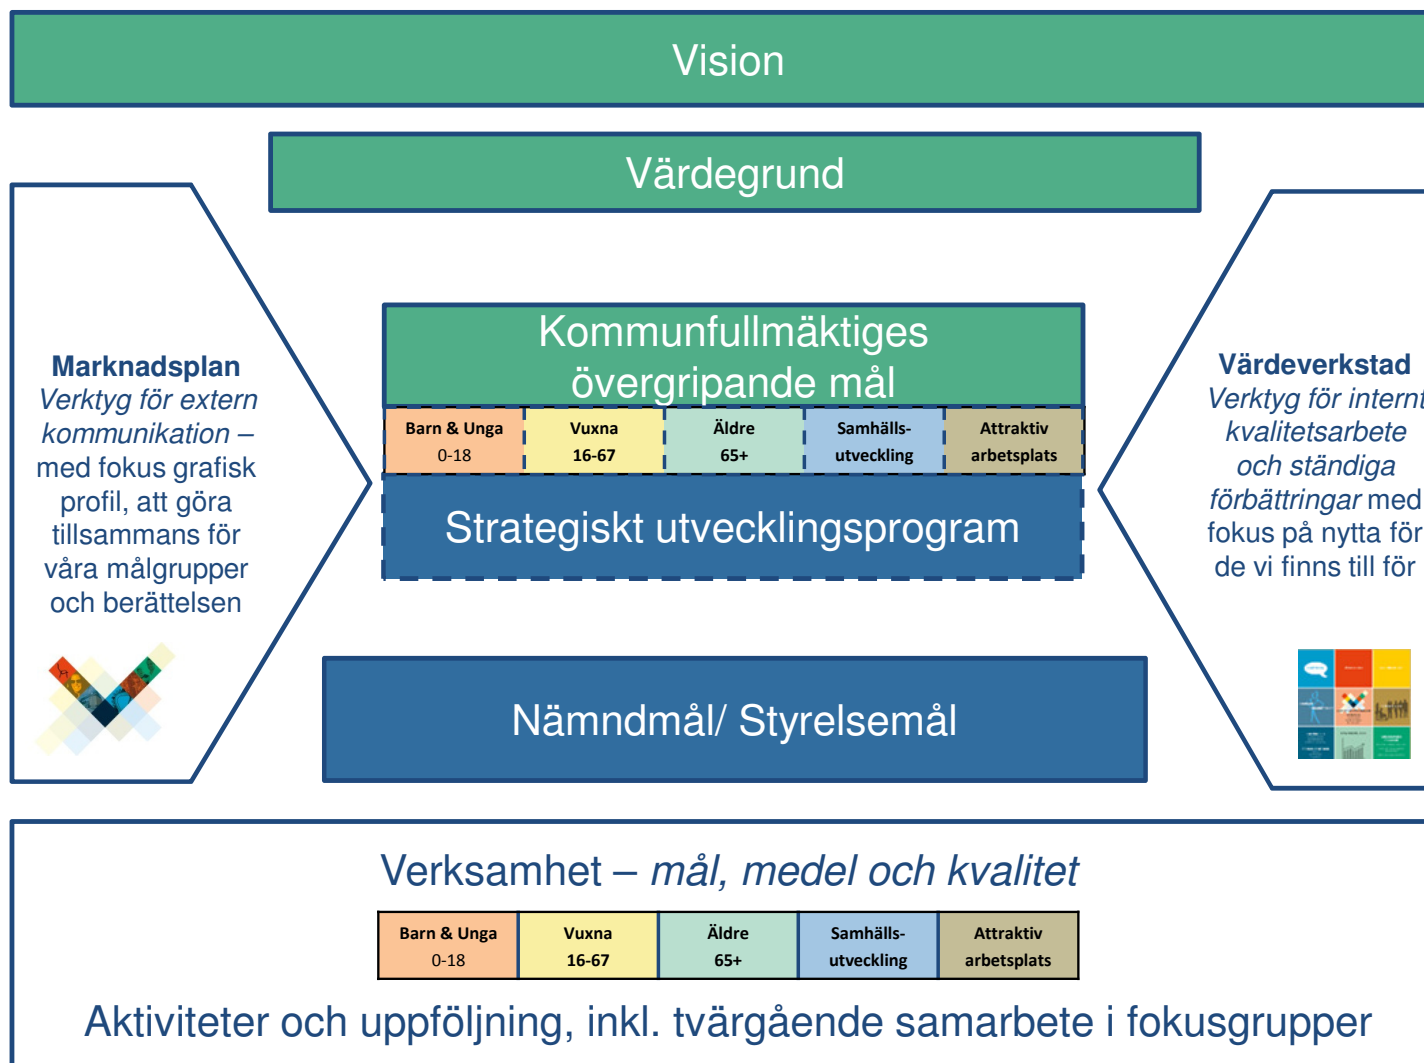 Vision
Värdegrund
Kommunfullmäktiges
övergripande mål
Barn & Unga
0-18
Vuxna
16-67
Äldre
65+
Samhälls-
utveckling
Attraktiv
arbetsplats
Strategiskt utvecklingsprogram
Marknadsplan
Verktyg för extern
kommunikation –
med fokus grafisk
profil, att göra
tillsammans för
våra målgrupper
och berättelsen
Värdeverkstad
Verktyg för internt
kvalitetsarbete
och ständiga
förbättringar med
fokus på nytta för
de vi finns till för
Nämndmål/ Styrelsemål
Verksamhet – mål, medel och kvalitet
Barn & Unga
0-18
Vuxna
16-67
Äldre
65+
Samhälls-
utveckling
Attraktiv
arbetsplats
Aktiviteter och uppföljning, inkl. tvärgående samarbete i fokusgrupper